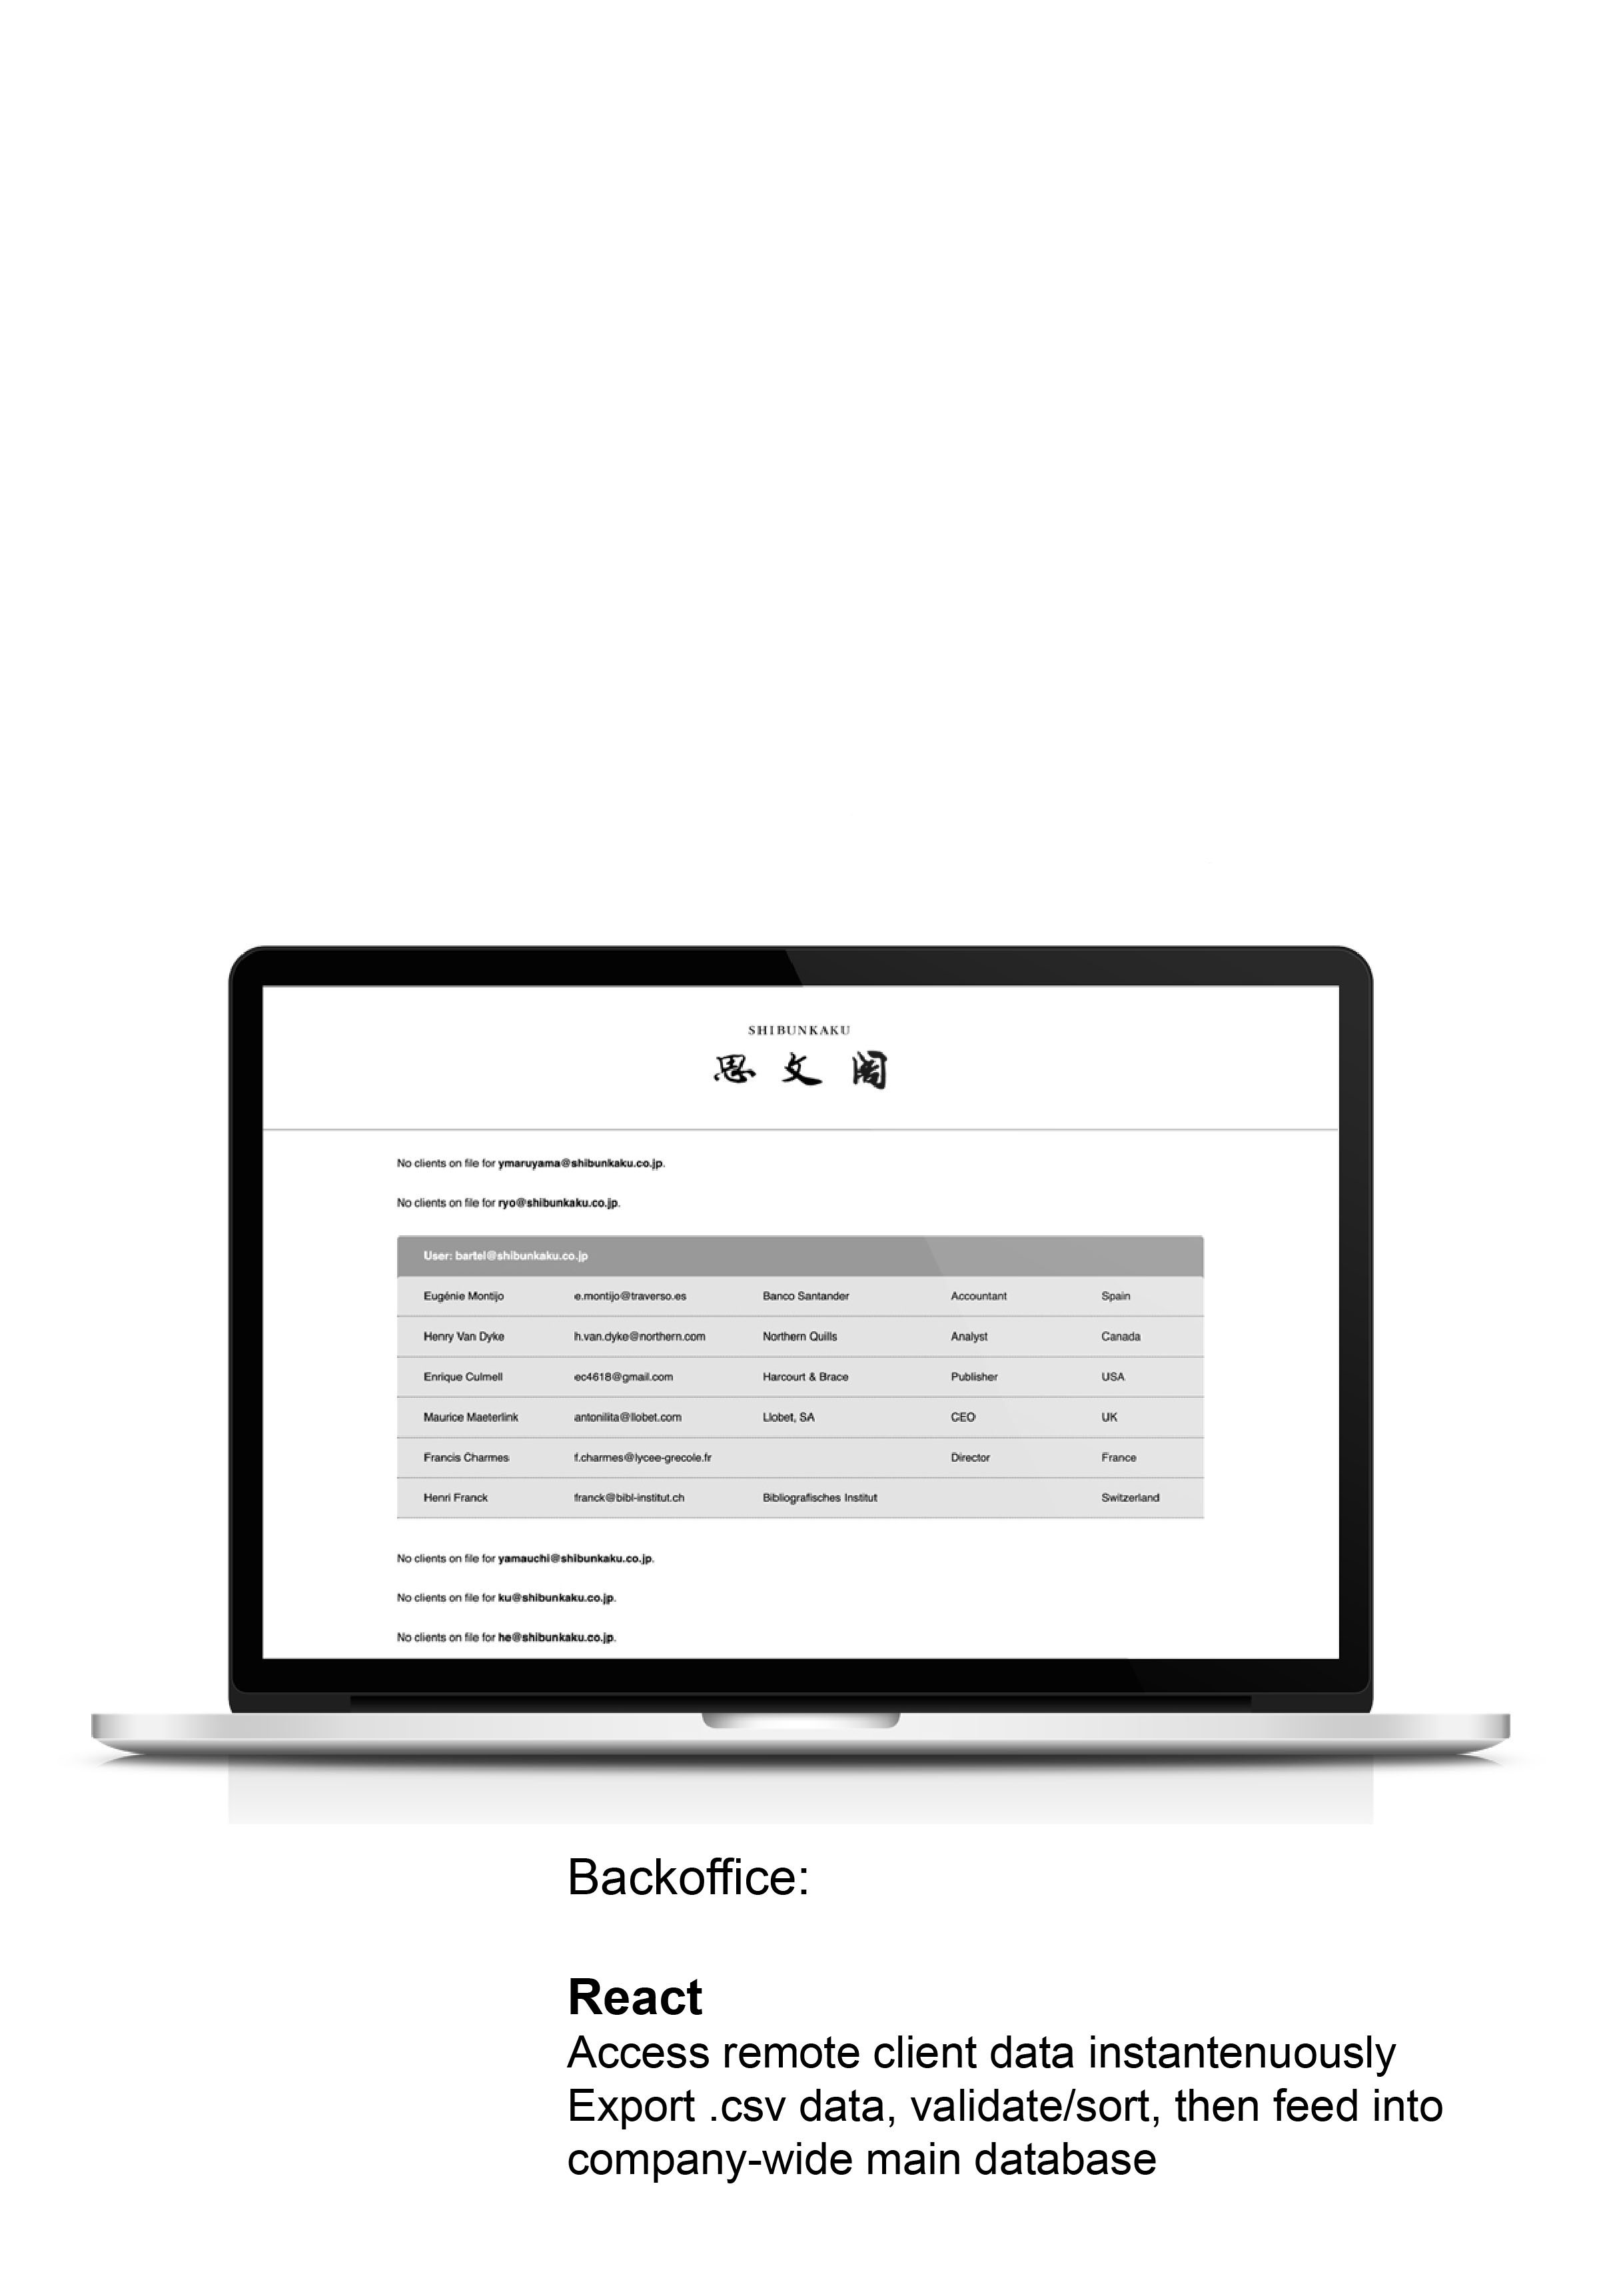 SHIBUNKAKU
思文閣
No clients on file for ymaruyama@shibunkaku.co.jp.
No clients on file for ryo@shibunkaku.co.jp.
User: bartel@shibunkaku.co.jp
Eugénie Montijo e.montijo@traverso.es Banco Santander Accountant Spain
Henry Van Dyke h.van.dyke@northern.com Northern Quills Analyst Canada
Enrique Culmell ec4618@gmail.com Harcourt & Brace Publisher USA
Maurice Maeterlink antonilita@llobet.com Llobet, SA CEO UK
Francis Charmes f.charmes@lycee-grecole.fr Director France
Henri Franck franck@bibl-institut.ch Bibliografisches Institut Switzerland
No clients on file for yamauchi@shibunkaku.co.jp.
No clients on file for ku@shibunkaku.co.jp.
No clients on file for he@shibunkaku.co.jp.
Backoffice:
React
Access remote client data instantenuously
Export .csv data, validate/sort, then feed into
company-wide main database